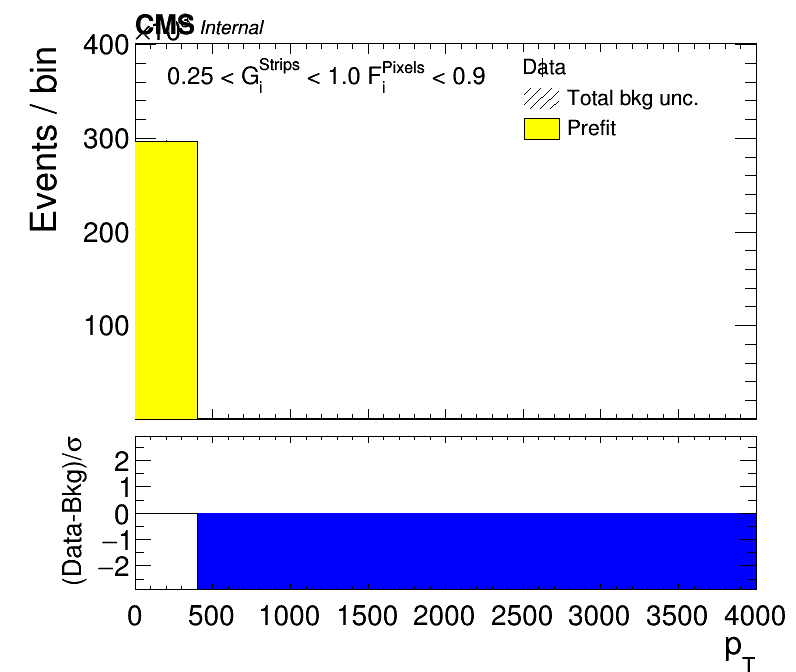 CMS Internal
×10³
Events / bin
400
300
200
100
0.25 < G_i^Strips < 1.0 F_i^Pixels < 0.9
Data
Total bkg unc.
Prefit
(Data-Bkg)/σ
2
1
0
−1
−2
0 500 1000 1500 2000 2500 3000 3500 4000
p_T